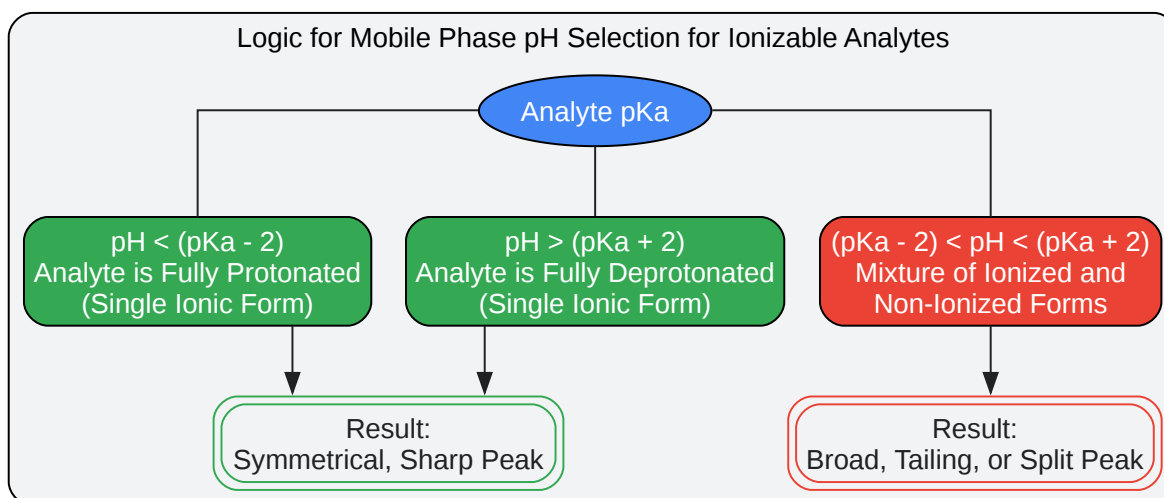 Logic for Mobile Phase pH Selection for Ionizable Analytes
Analyte pKa
pH < (pKa - 2)
Analyte is Fully Protonated
(Single Ionic Form)
pH > (pKa + 2)
Analyte is Fully Deprotonated
(Single Ionic Form)
(pKa - 2) < pH < (pKa + 2)
Mixture of Ionized and
Non-Ionized Forms
Result:
Symmetrical, Sharp Peak
Result:
Broad, Tailing, or Split Peak